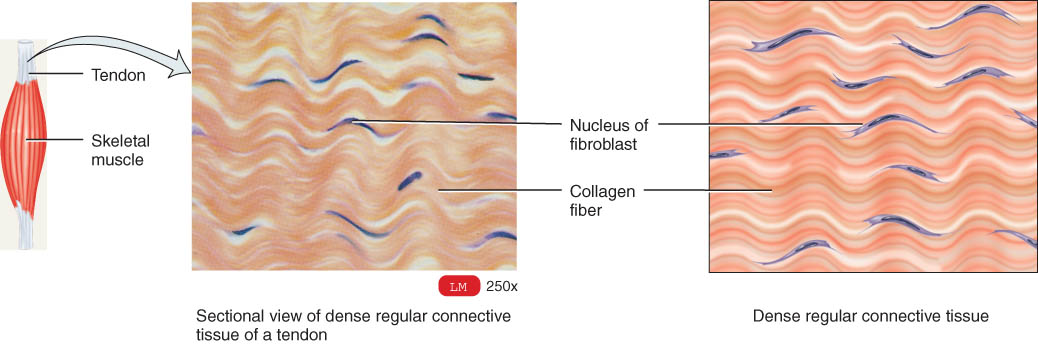 Tendon
Skeletal
muscle
Nucleus of
fibroblast
Collagen
fiber
LM 250x
Sectional view of dense regular connective
tissue of a tendon
Dense regular connective tissue